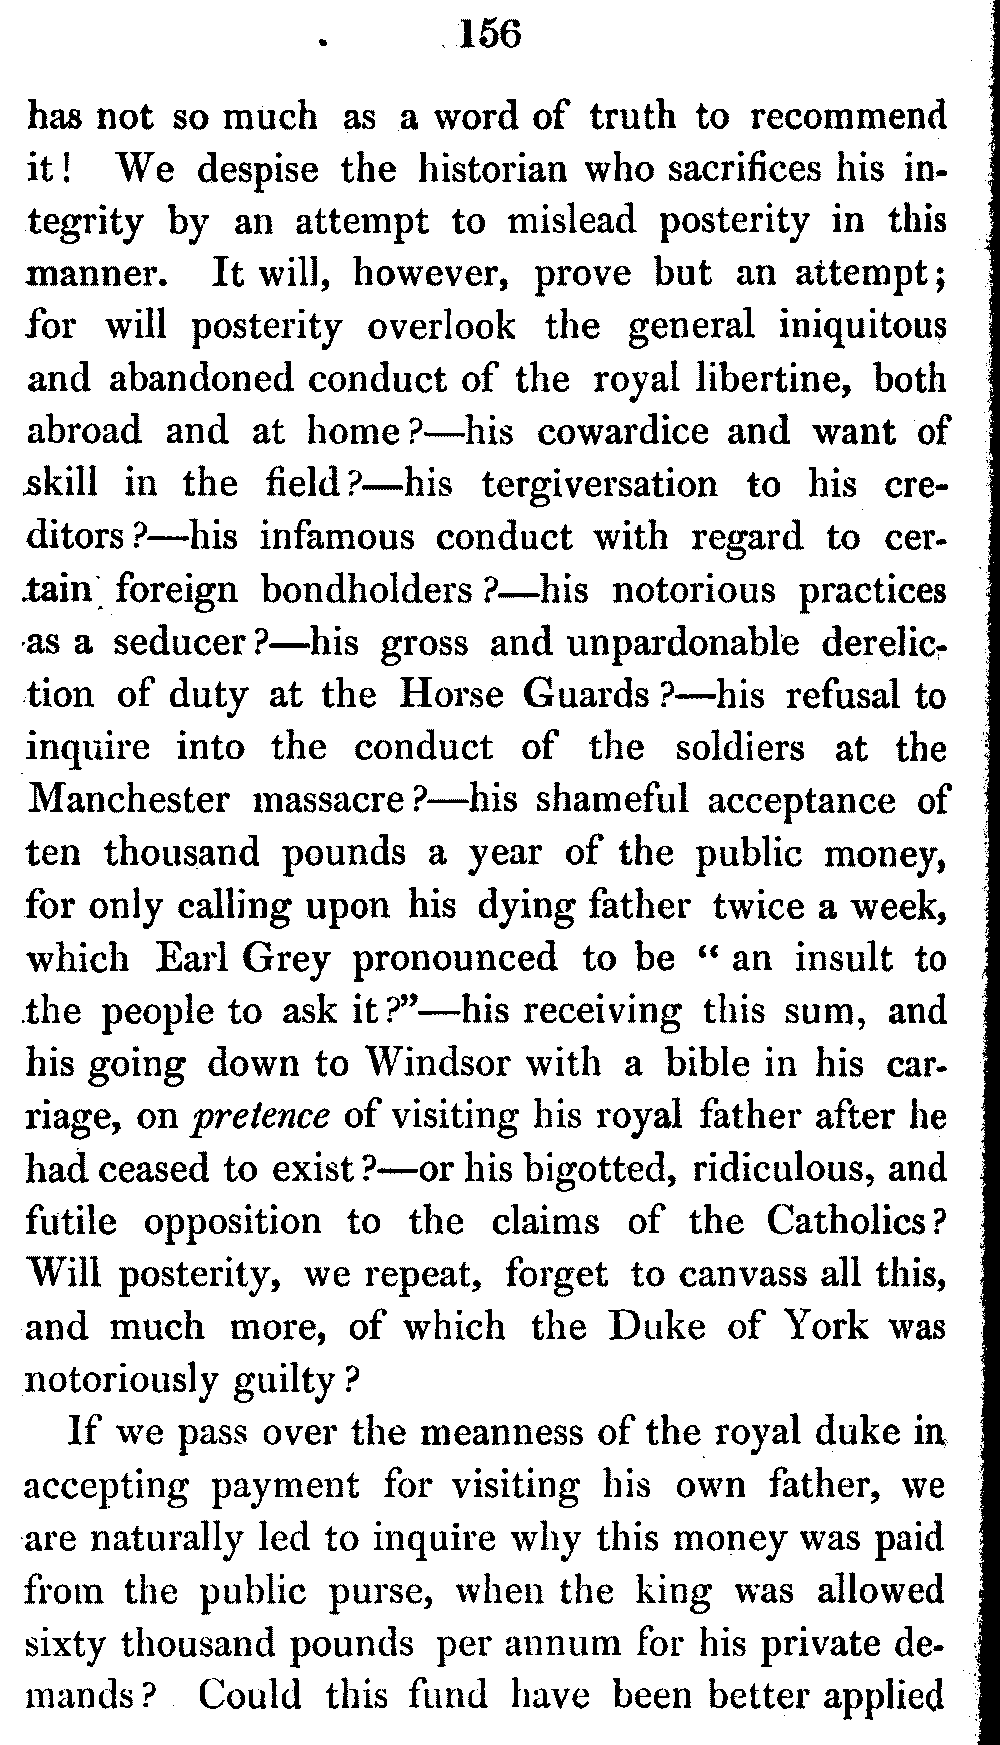 156
has not so much as a word of truth to recommend
it! We despise the historian who sacrifices his in-
tegrity by an attempt to mislead posterity in this
manner. It will, however, prove but an attempt;
for will posterity overlook the general iniquitous
and abandoned conduct of the royal libertine, both
abroad and at home?—his cowardice and want of
skill in the field?—his tergiversation to his cre-
ditors?—his infamous conduct with regard to cer-
tain foreign bondholders?—his notorious practices
as a seducer?—his gross and unpardonable derelic-
tion of duty at the Horse Guards?—his refusal to
inquire into the conduct of the soldiers at the
Manchester massacre?—his shameful acceptance of
ten thousand pounds a year of the public money,
for only calling upon his dying father twice a week,
which Earl Grey pronounced to be “ an insult to
the people to ask it?”—his receiving this sum, and
his going down to Windsor with a bible in his car-
riage, on pretence of visiting his royal father after he
had ceased to exist?—or his bigotted, ridiculous, and
futile opposition to the claims of the Catholics?
Will posterity, we repeat, forget to canvass all this,
and much more, of which the Duke of York was
notoriously guilty?
If we pass over the meanness of the royal duke in
accepting payment for visiting his own father, we
are naturally led to inquire why this money was paid
from the public purse, when the king was allowed
sixty thousand pounds per annum for his private de-
mands? Could this fund have been better applied